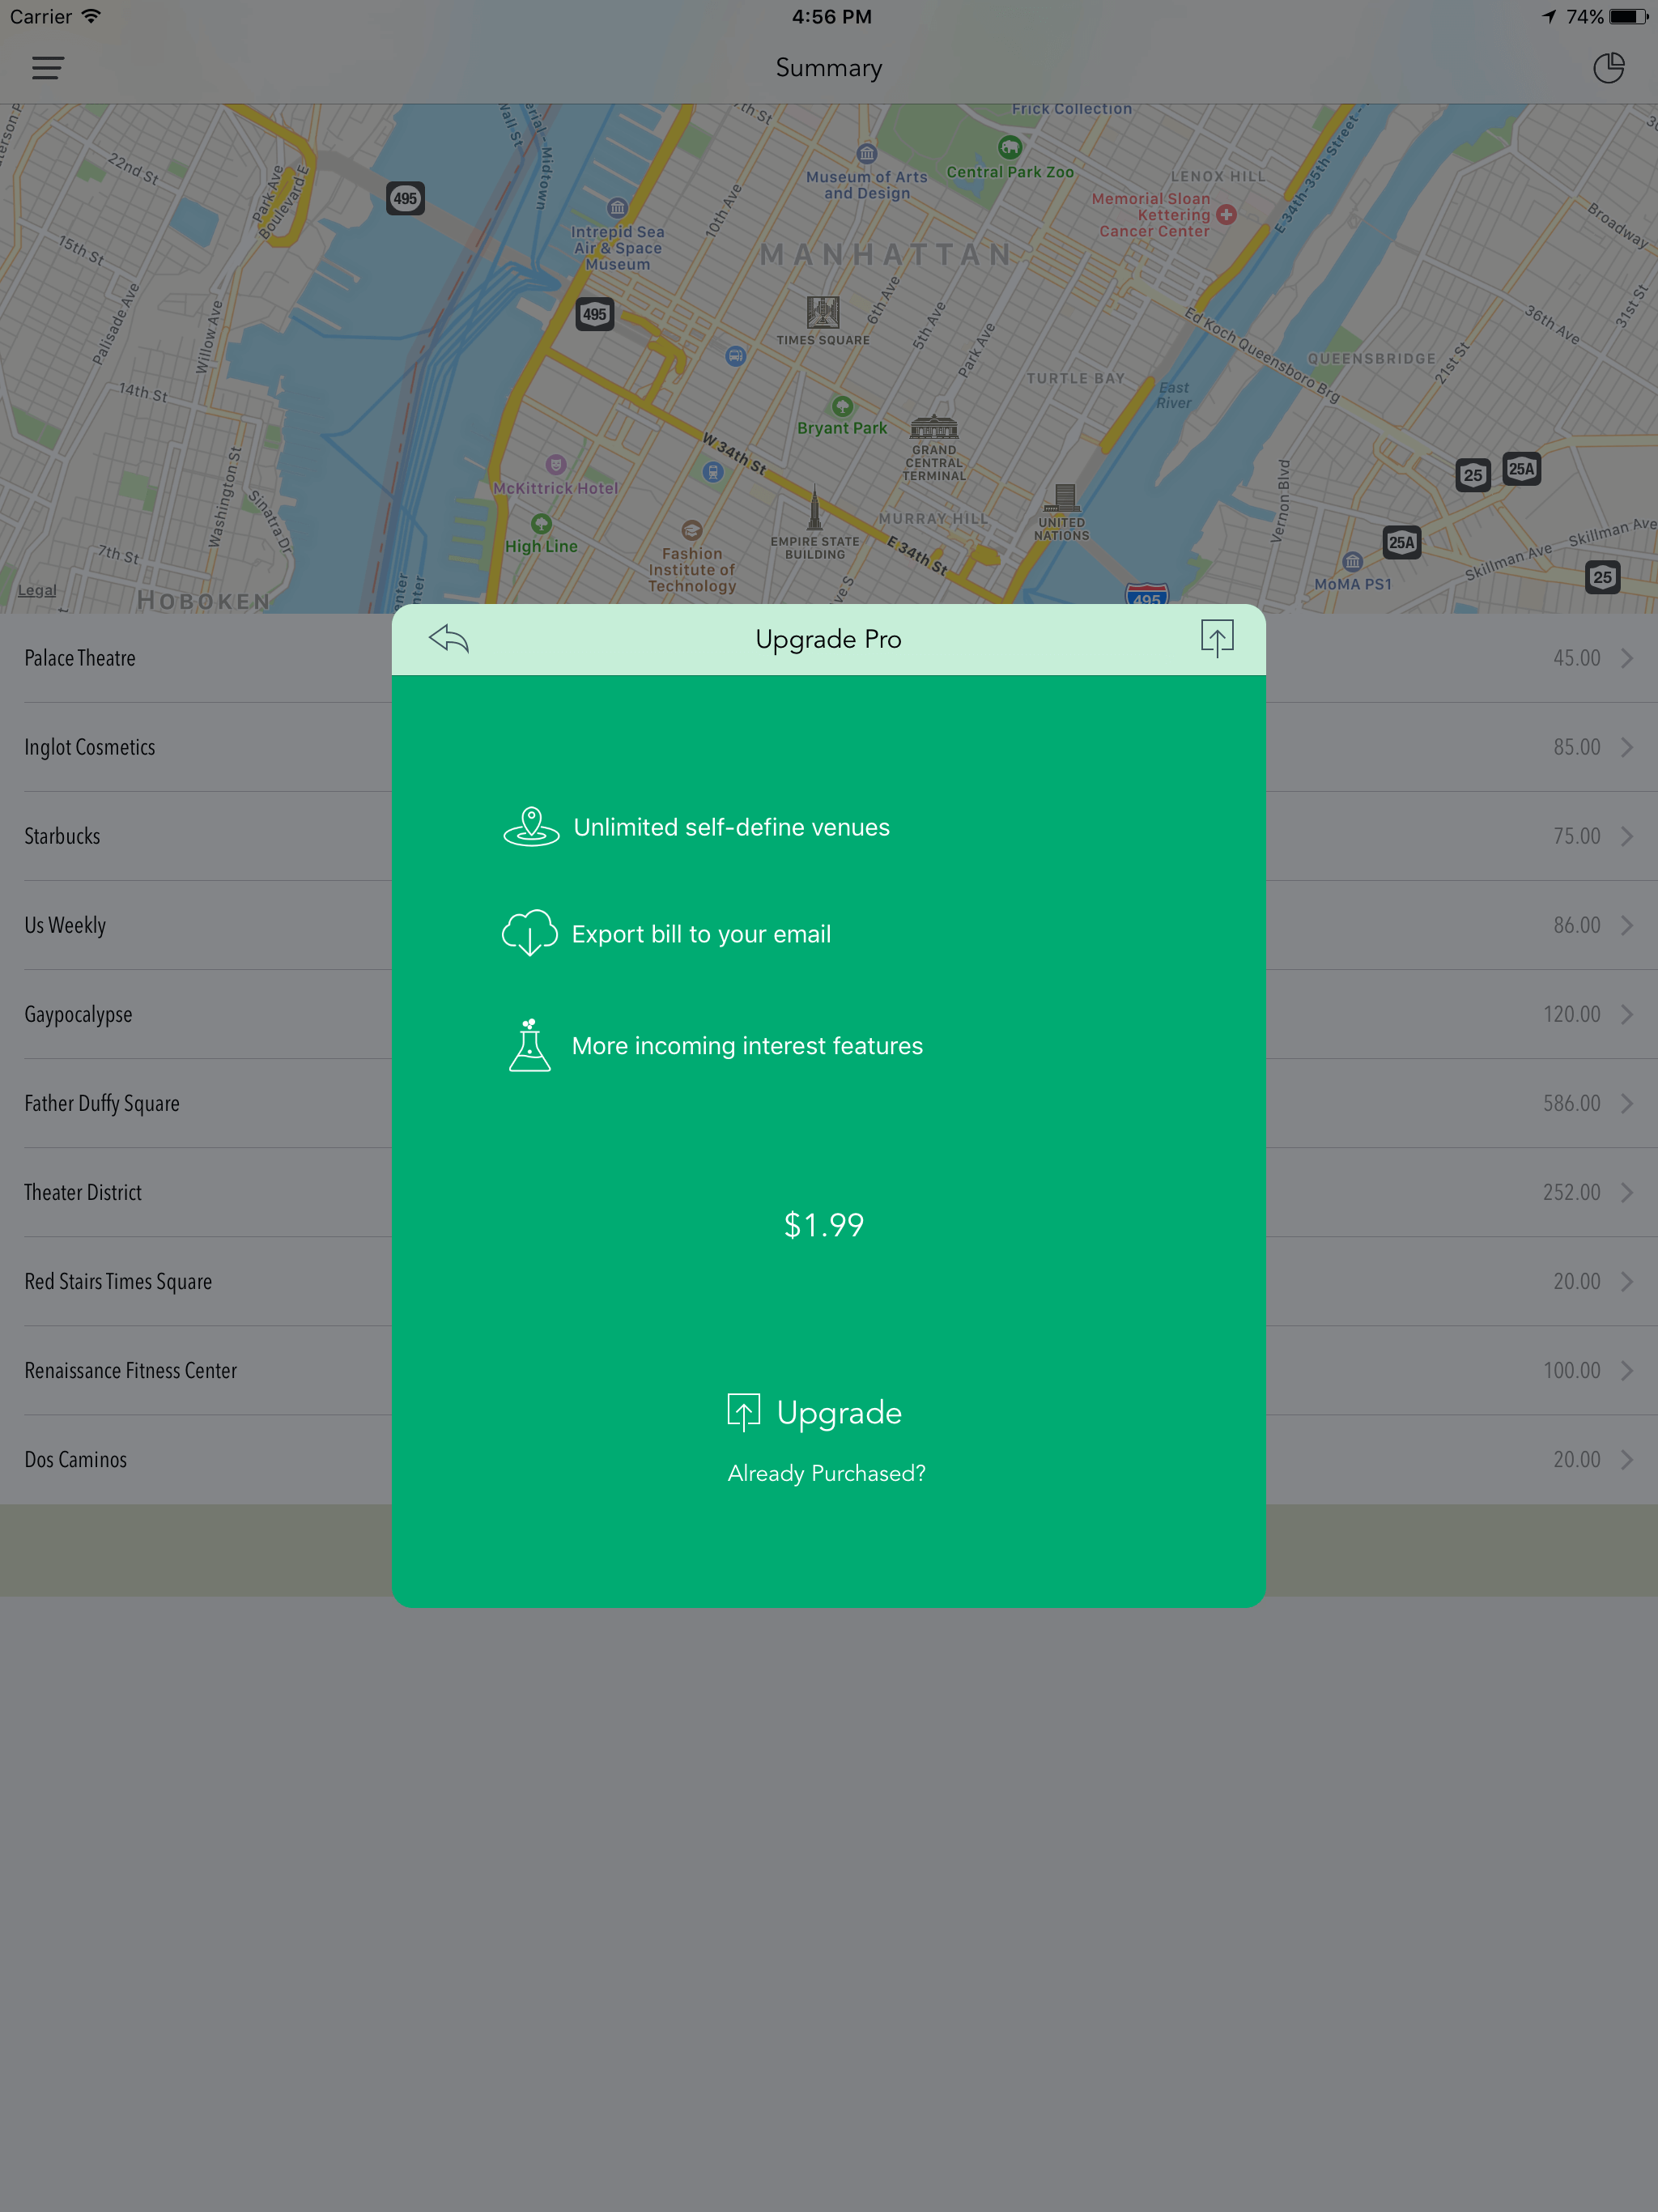 Carrier
4:56 PM
74%
Summary
Frick Collection
Museum of Arts
and Design
Central Park Zoo
LENOX HILL
Memorial Sloan
Kettering
Cancer Center
E 34th-35th-Street-
Broadway
22nd St
Park Ave
Boulevard E
495
Wall St
Midtown
Intrepid Sea
Air & Space
Museum
10th Ave
MANHATTAN
15th St
Palisade Ave
Willow Ave
495
TIMES SQUARE
6th Ave
5th Ave
Park Ave
Ed Koch Queensboro Brg
36th Ave
31st St
QUEENSBRIDGE
21st St
14th St
TURTLE BAY
East
River
Bryant Park
W 34th St
GRAND
CENTRAL
TERMINAL
25
25A
Washington St
Sinatra Dr
McKittrick Hotel
Vernon Blvd
High Line
Fashion
Institute of
Technology
EMPIRE STATE
BUILDING
MURRAY HILL
E 34th St
UNITED
NATIONS
25A
Skillman Ave
Skillman Ave
7th St
MoMA PS1
25
Legal
HOBOKEN
495
Upgrade Pro
Palace Theatre
45.00
Inglot Cosmetics
85.00
Starbucks
75.00
Unlimited self-define venues
Us Weekly
86.00
Export bill to your email
Gaypocalypse
120.00
More incoming interest features
Father Duffy Square
586.00
Theater District
252.00
$1.99
Red Stairs Times Square
20.00
Renaissance Fitness Center
100.00
Upgrade
Dos Caminos
20.00
Already Purchased?